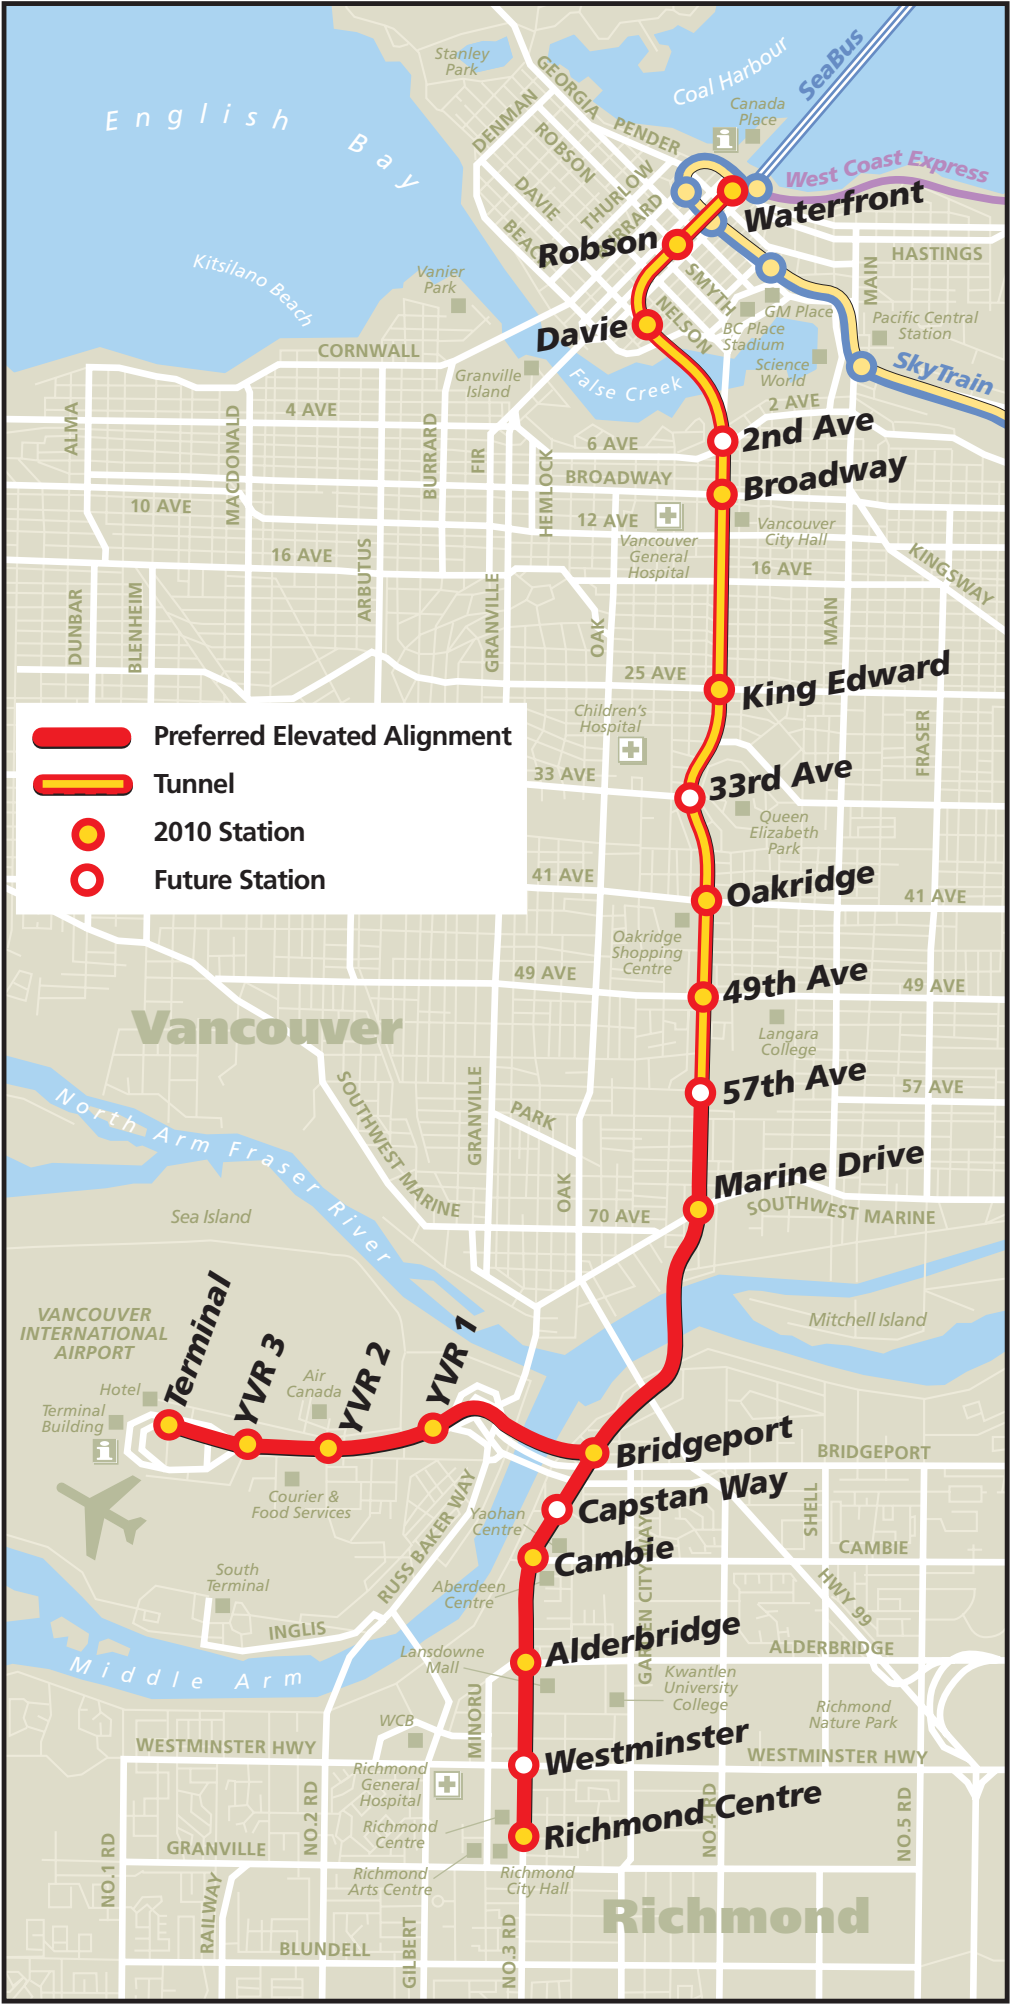 English
Bay
Stanley
Park
Coal Harbour
SeaBus
Canada
Place
GEORGIA
DENMAN
ROBSON
PENDER
DAVIE
THURLOW
BURRARD
BEACH
West Coast Express
Waterfront
Robson
HASTINGS
Kitsilano Beach
Vanier
Park
SMYTH
MAIN
NELSON
GM Place
Pacific Central
Station
Davie
BC Place
Stadium
CORNWALL
Granville
Island
False Creek
Science
World
SkyTrain
ALMA
4 AVE
MACDONALD
BURRARD
FIR
HEMLOCK
2 AVE
6 AVE
2nd Ave
BROADWAY
Broadway
10 AVE
12 AVE
Vancouver
General
Hospital
Vancouver
City Hall
16 AVE
16 AVE
KINGSWAY
ARBUTUS
DUNBAR
BLENHEIM
GRANVILLE
OAK
MAIN
25 AVE
King Edward
Children's
Hospital
FRASER
Preferred Elevated Alignment
Tunnel
2010 Station
Future Station
33 AVE
33rd Ave
Queen
Elizabeth
Park
41 AVE
Oakridge
41 AVE
Oakridge
Shopping
Centre
49 AVE
49th Ave
49 AVE
Vancouver
Langara
College
SOUTHWEST MARINE
GRANVILLE
57th Ave
57 AVE
PARK
North Arm Fraser River
OAK
Marine Drive
Sea Island
70 AVE
SOUTHWEST MARINE
VANCOUVER
INTERNATIONAL
AIRPORT
Mitchell Island
Terminal
YVR 3
YVR 2
YVR 1
Hotel
Air
Canada
Terminal
Building
Bridgeport
BRIDGEPORT
Courier &
Food Services
RUSS BAKER WAY
Capstan Way
Yaohan
Centre
SHELL
Cambie
CAMBIE
GARDEN CITY WAY
HWY 99
South
Terminal
Aberdeen
Centre
INGLIS
Alderbridge
ALDERBRIDGE
Lansdowne
Mall
Middle Arm
Kwantlen
University
College
MINORU
Richmond
Nature Park
WCB
WESTMINSTER HWY
Westminster
WESTMINSTER HWY
Richmond
General
Hospital
NO.2 RD
NO.4 RD
NO.5 RD
Richmond
Centre
Richmond Centre
NO.1 RD
GRANVILLE
Richmond
Arts Centre
Richmond
City Hall
RAILWAY
Richmond
BLUNDELL
GILBERT
NO.3 RD